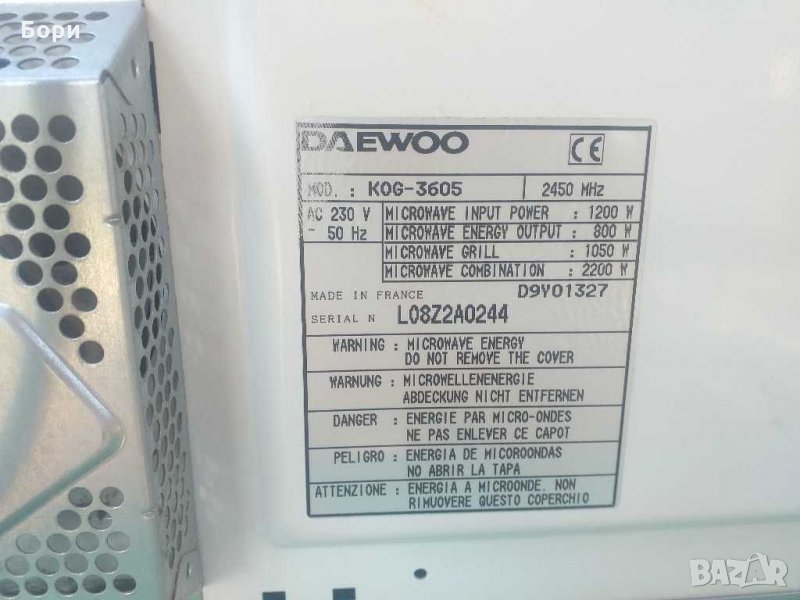 Бори
DAEWOO CE
MOD. : KOG-3605 2450 MHz
AC 230 V MICROWAVE INPUT POWER : 1200 W
~ 50 Hz MICROWAVE ENERGY OUTPUT : 800 W
MICROWAVE GRILL : 1050 W
MICROWAVE COMBINATION : 2200 W
MADE IN FRANCE D9Y01327
SERIAL N L08Z2A0244
WARNING : MICROWAVE ENERGY
DO NOT REMOVE THE COVER
WARNUNG : MICROWELLENENERGIE
ABDECKUNG NICHT ENTFERNEN
DANGER : ENERGIE PAR MICRO-ONDES
NE PAS ENLEVER CE CAPOT
PELIGRO : ENERGIA DE MICOROONDAS
NO ABRIR LA TAPA
ATTENZIONE : ENERGIA A MICROONDE. NON
RIMUOVERE QUESTO COPERCHIO
BAZAR